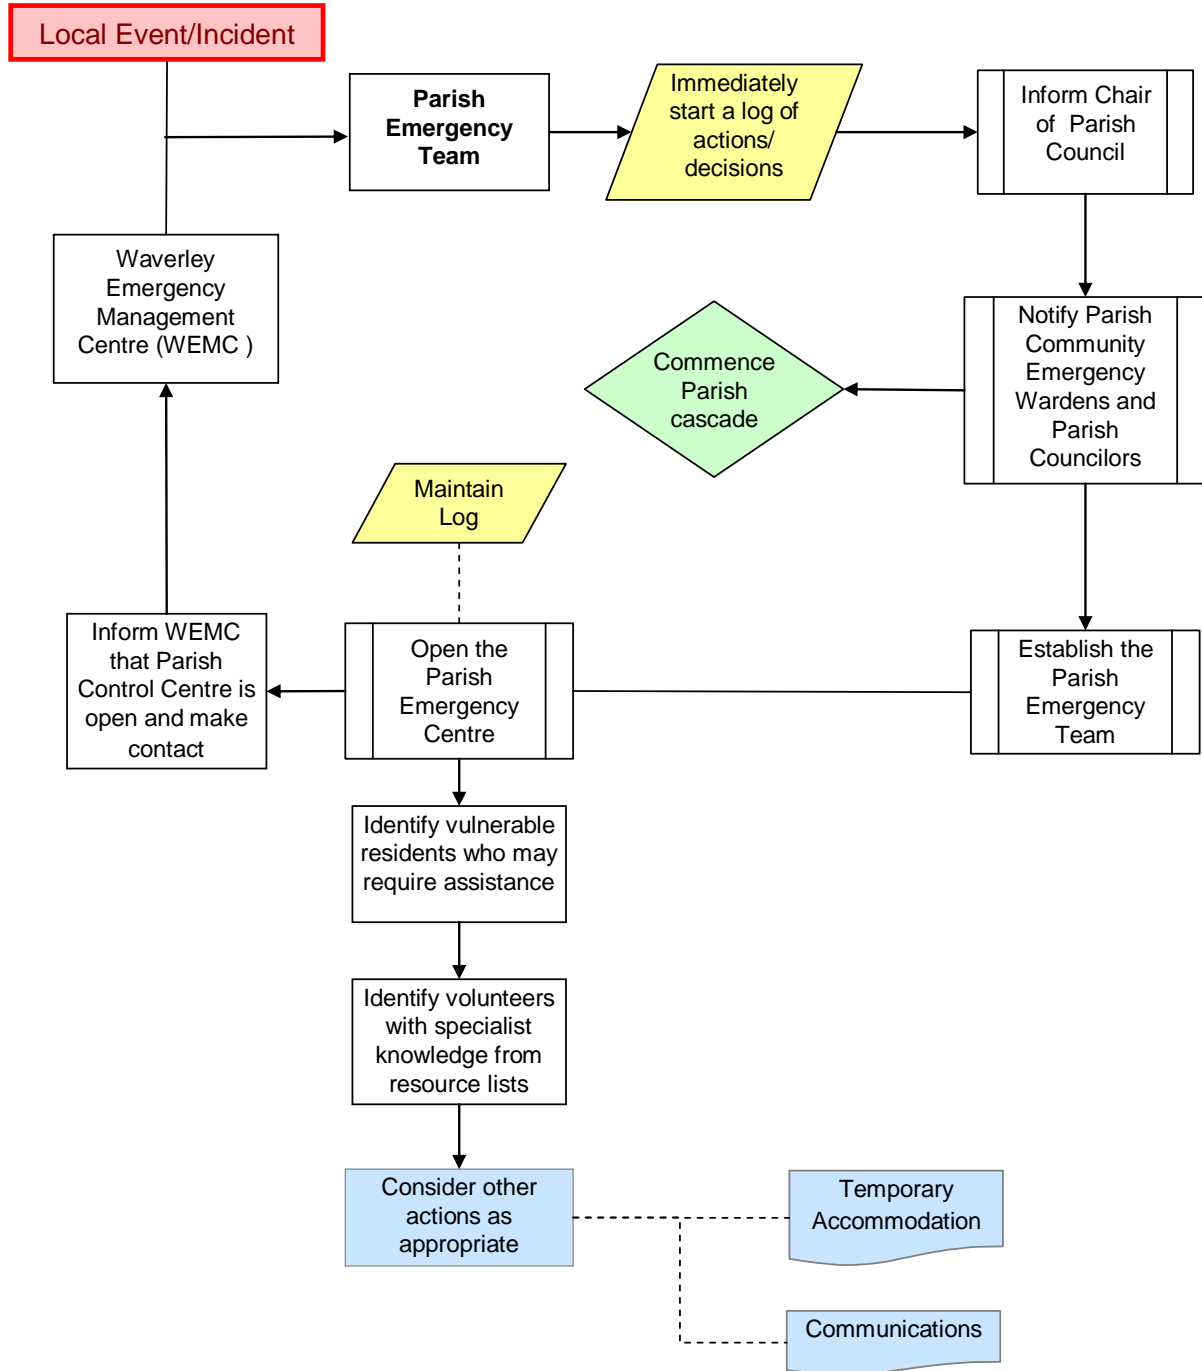 Local Event/Incident
Parish
Emergency
Team
Immediately
start a log of
actions/
decisions
Inform Chair
of Parish
Council
Waverley
Emergency
Management
Centre (WEMC )
Notify Parish
Community
Emergency
Wardens and
Parish
Councilors
Commence
Parish
cascade
Maintain
Log
Inform WEMC
that Parish
Control Centre is
open and make
contact
Open the
Parish
Emergency
Centre
Establish the
Parish
Emergency
Team
Identify vulnerable
residents who may
require assistance
Identify volunteers
with specialist
knowledge from
resource lists
Consider other
actions as
appropriate
Temporary
Accommodation
Communications